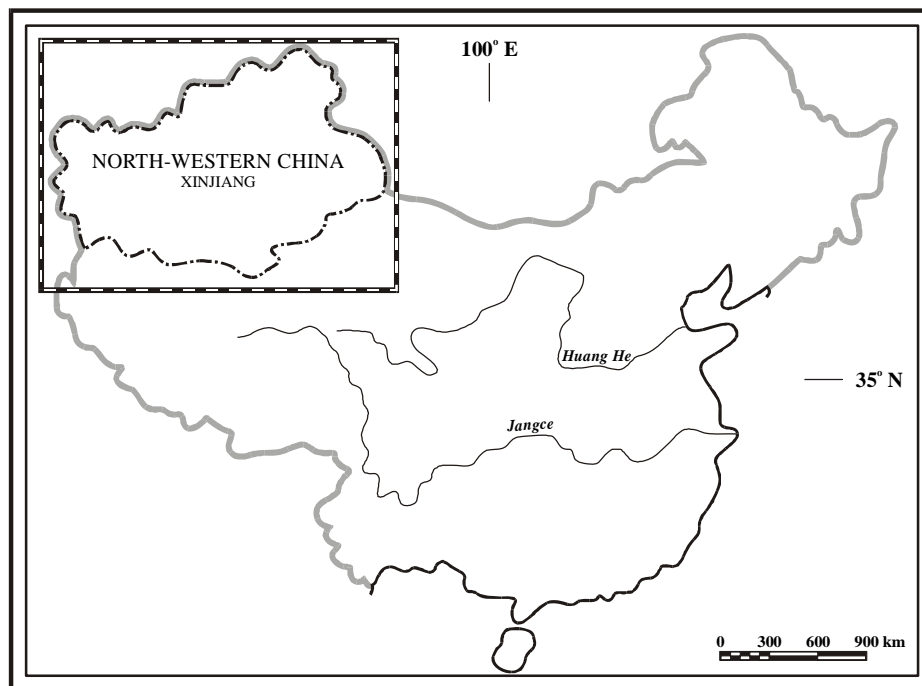 100° E
NORTH-WESTERN CHINA
XINJIANG
Huang He
35° N
Jangce
0 300 600 900 km